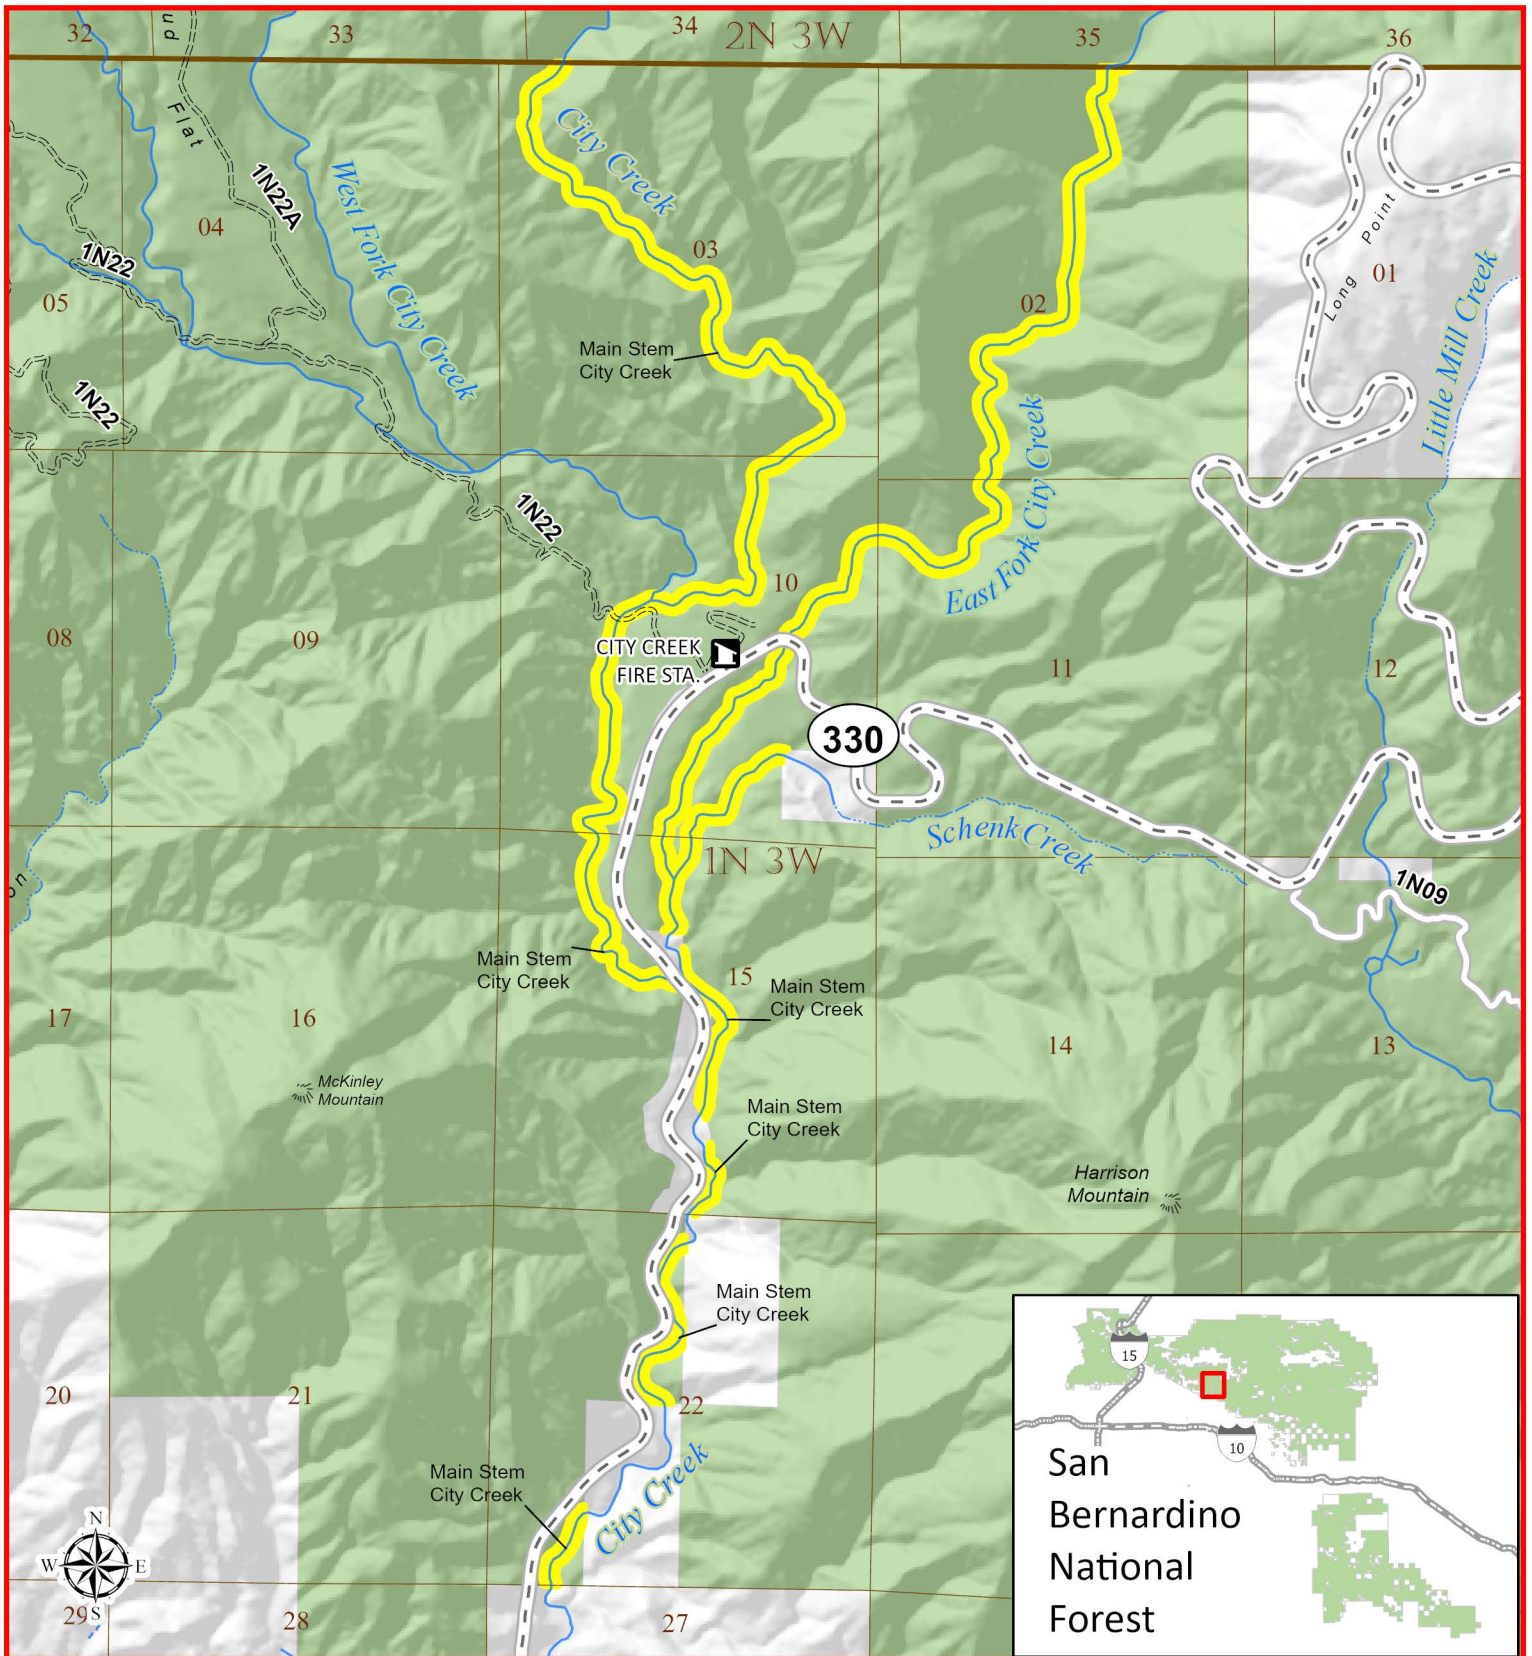 32
33
34
2N 3W
35
36
Flat
1N22A
City Creek
West Fork City Creek
04
03
Long Point
01
1N22
05
02
Little Mill Creek
Main Stem
City Creek
1N22
East Fork City Creek
1N22
10
08
09
CITY CREEK
FIRE STA.
11
12
330
Schenk Creek
1N 3W
1N09
Main Stem
City Creek
15
Main Stem
City Creek
17
16
14
13
McKinley
Mountain
Main Stem
City Creek
Harrison
Mountain
Main Stem
City Creek
20
21
22
Main Stem
City Creek
City Creek
15
10
San
Bernardino
National
Forest
N
W
E
S
29
28
27